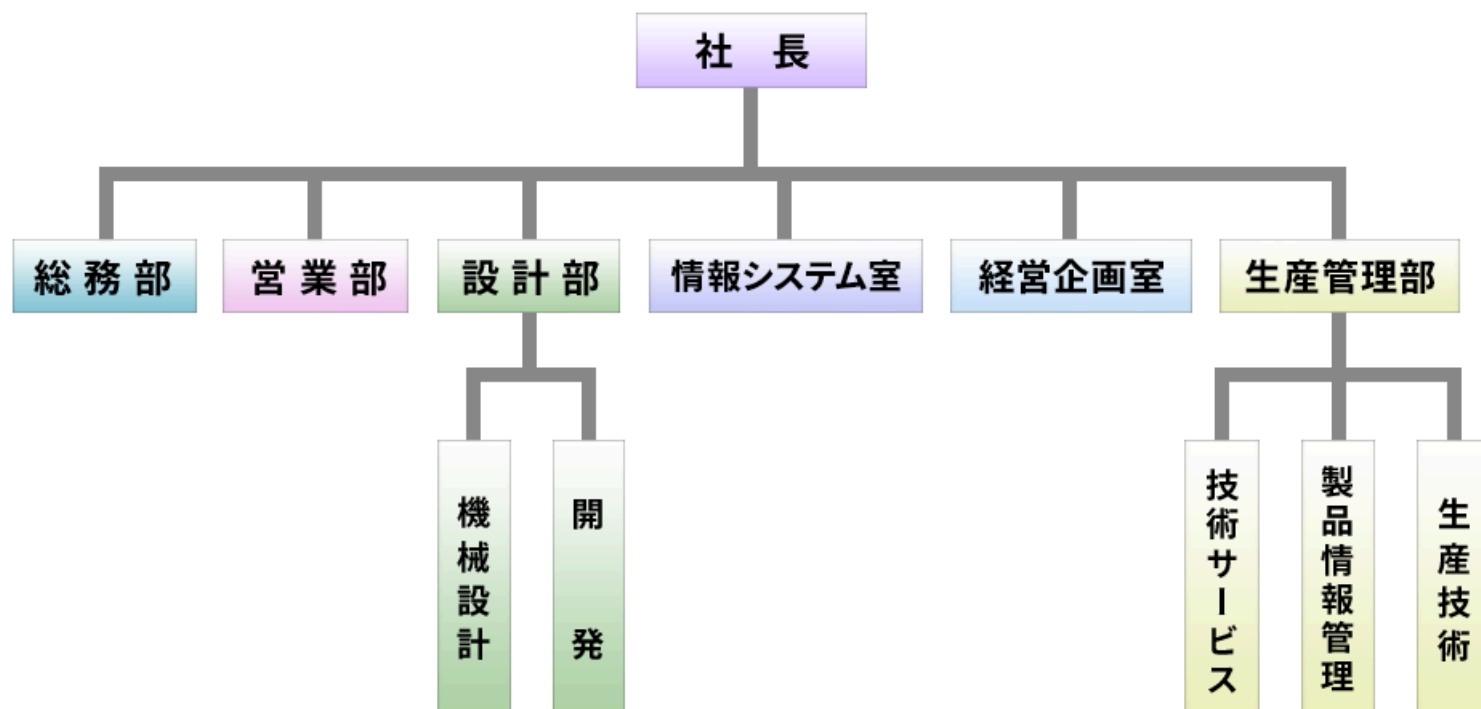 社　長
総務部
営業部
設計部
情報システム室
経営企画室
生産管理部
機械設計
開発
技術サービス
製品情報管理
生産技術